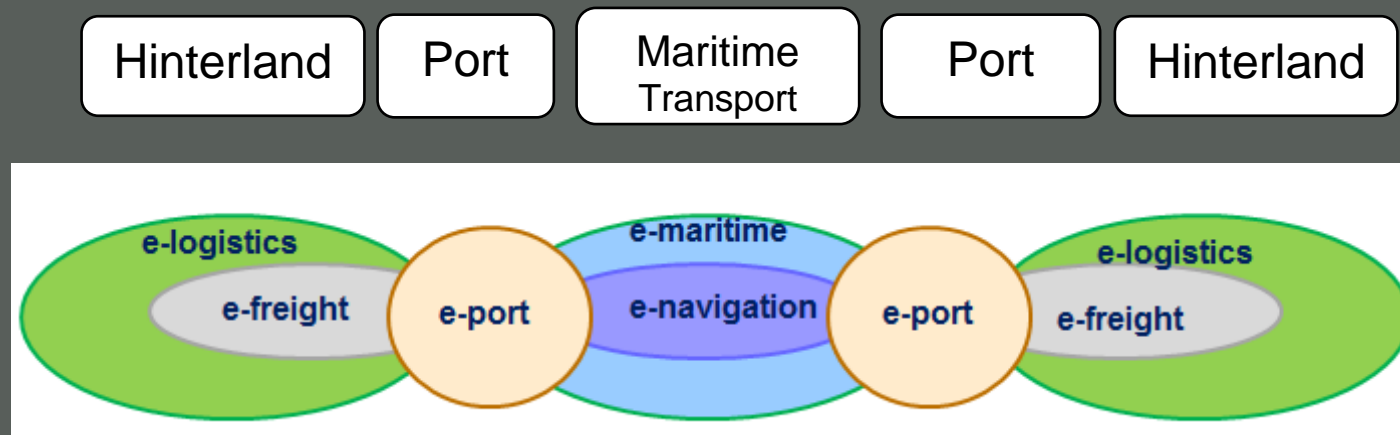 Hinterland
Port
Maritime
Transport
Port
Hinterland
e-logistics
e-freight
e-port
e-maritime
e-navigation
e-port
e-logistics
e-freight